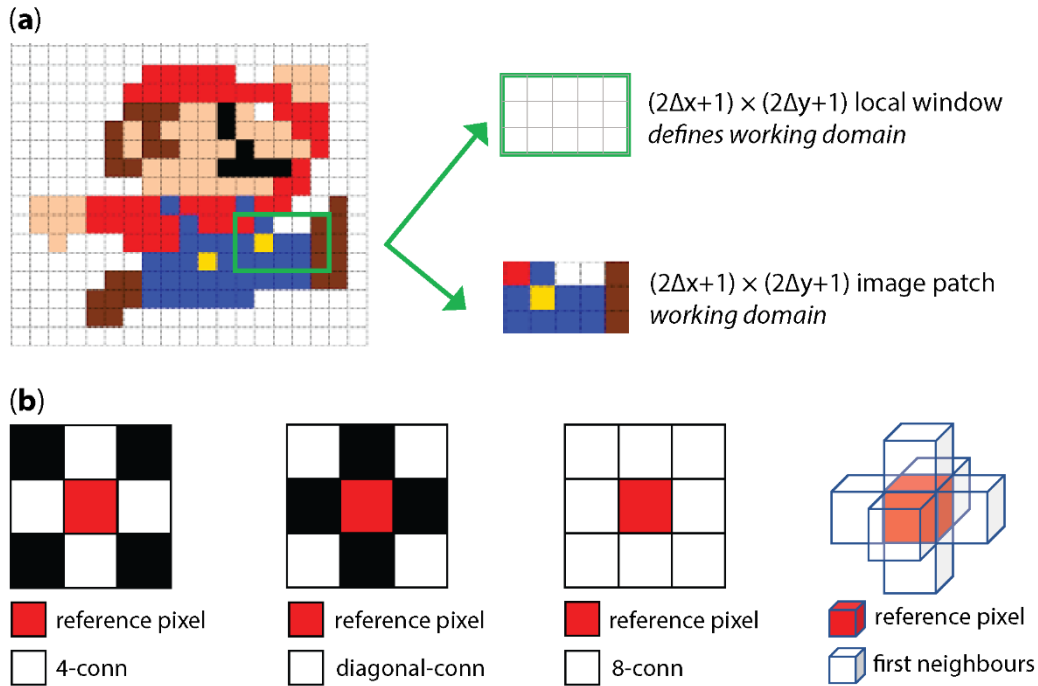 (a)
(2Δx+1) × (2Δy+1) local window
defines working domain
(2Δx+1) × (2Δy+1) image patch
working domain
(b)
reference pixel
4-conn
reference pixel
diagonal-conn
reference pixel
8-conn
reference pixel
first neighbours